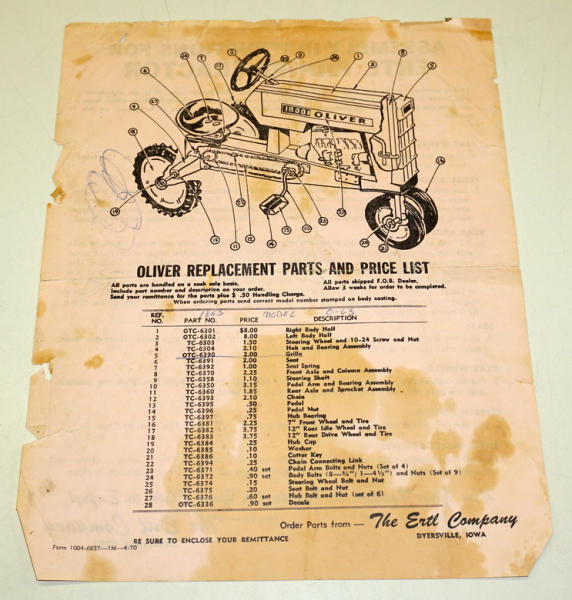 1800 OLIVER
OLIVER REPLACEMENT PARTS AND PRICE LIST
All parts are handled on a cash sale basis.
Include part number and description on your order.
Send your remittance for the parts plus $ .50 Handling Charge.
All parts shipped F.O.B. Dealer.
Allow 3 weeks for order to be completed.
When ordering parts send correct model number stamped on body casting.
1863 MODEL 0-63
REF. NO. PART NO. PRICE DESCRIPTION
1 OTC-6301 $8.00 Right Body Half
2 OTC-6302 8.00 Left Body Half
3 TC-6303 1.50 Steering Wheel and 10-24 Screw and Nut
4 TC-6304 2.10 Hub and Bearing Assembly
5 OTC-6390 2.00 Grille
6 TC-6391 2.00 Seat
7 TC-6392 1.00 Seat Spring
8 TC-6370 2.25 Front Axle and Column Assembly
9 TC-6358 1.10 Steering Shaft
10 TC-6350 3.15 Pedal Arm and Bearing Assembly
11 TC-6360 1.85 Rear Axle and Sprocket Assembly
12 TC-6393 2.10 Chain
13 TC-6395 .50 Pedal
14 TC-6396 .25 Pedal Nut
15 TC-6397 .75 Hub Bearing
16 TC-6381 2.25 7" Front Wheel and Tire
17 TC-6382 3.75 12" Rear Idle Wheel and Tire
18 TC-6383 3.75 12" Rear Drive Wheel and Tire
19 TC-6384 .25 Hub Cap
20 TC-6385 .10 Washer
21 TC-6386 .10 Cotter Key
22 TC-6394 .25 Chain Connecting Link
23 TC-6371 .40 set Pedal Arm Bolts and Nuts (Set of 4)
24 TC-6372 .90 set Body Bolts (8—¾"; 1—4½") and Nuts (Set of 9)
25 TC-6374 .15 Steering Wheel Bolt and Nut
26 TC-6375 .20 Seat Bolt and Nut
27 TC-6376 .60 set Hub Bolt and Nut (set of 6)
28 OTC-6336 .90 set Decals
Order Parts from — The Ertl Company
DYERSVILLE, IOWA
BE SURE TO ENCLOSE YOUR REMITTANCE
Form 1004-6637—1M—4-70